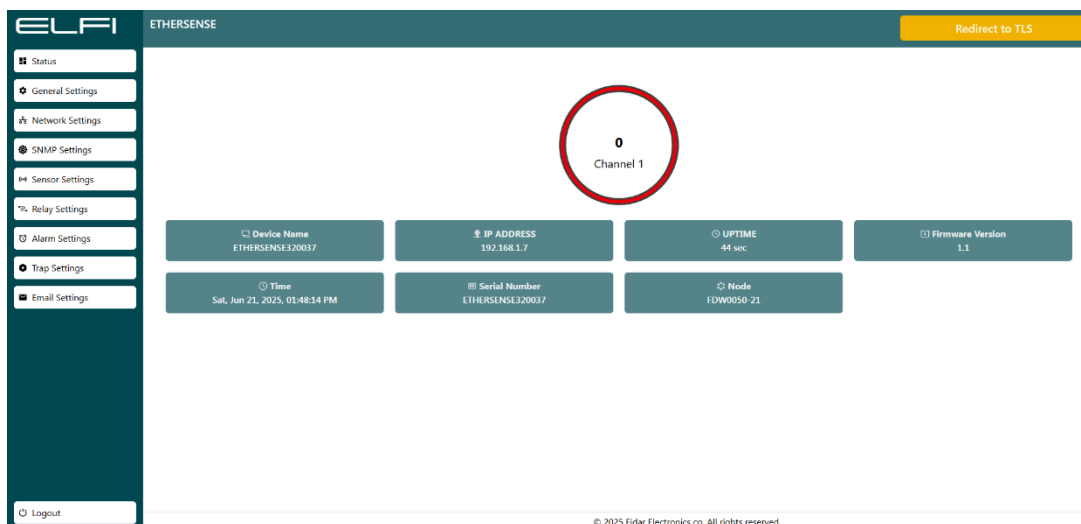 ELFI
ETHERSENSE
Redirect to TLS
Status
General Settings
Network Settings
SNMP Settings
Sensor Settings
Relay Settings
Alarm Settings
Trap Settings
Email Settings
Logout
0
Channel 1
Device Name
ETHERSENSE320037
IP ADDRESS
192.168.1.7
UPTIME
44 sec
Firmware Version
1.1
Time
Sat, Jun 21, 2025, 01:48:14 PM
Serial Number
ETHERSENSE320037
Node
FDW0050-21
© 2025 Fidar Electronics co. All rights reserved